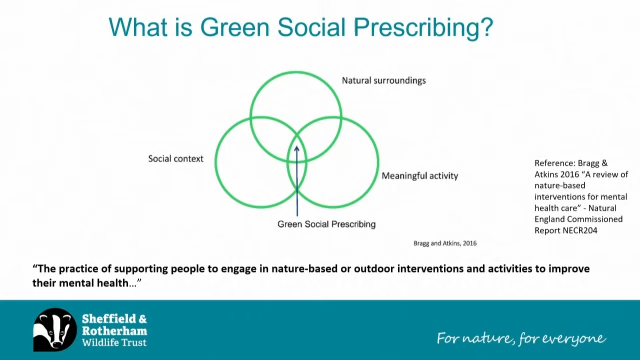 What is Green Social Prescribing?
Natural surroundings
Social context
Meaningful activity
Green Social Prescribing
Bragg and Atkins, 2016
Reference: Bragg &
Atkins 2016 “A review of
nature-based
interventions for mental
health care” - Natural
England Commissioned
Report NECR204
“The practice of supporting people to engage in nature-based or outdoor interventions and activities to improve
their mental health…”
Sheffield &
Rotherham
Wildlife Trust
For nature, for everyone